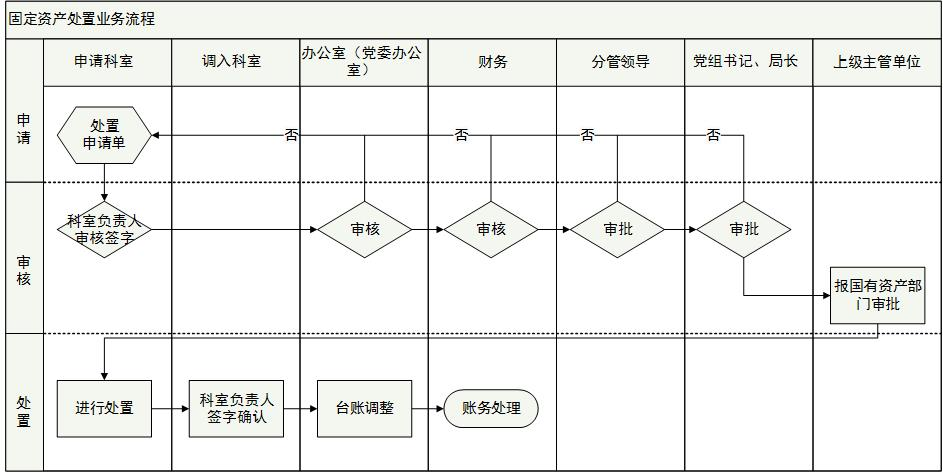 固定资产处置业务流程
申请科室
调入科室
办公室（党委办公
室）
财务
分管领导
党组书记、局长
上级主管单位
申
请
处置
申请单
否
否
否
否
审
核
科室负责人
审核签字
审核
审核
审批
审批
报国有资产部
门审批
处
置
进行处置
科室负责人
签字确认
台账调整
账务处理